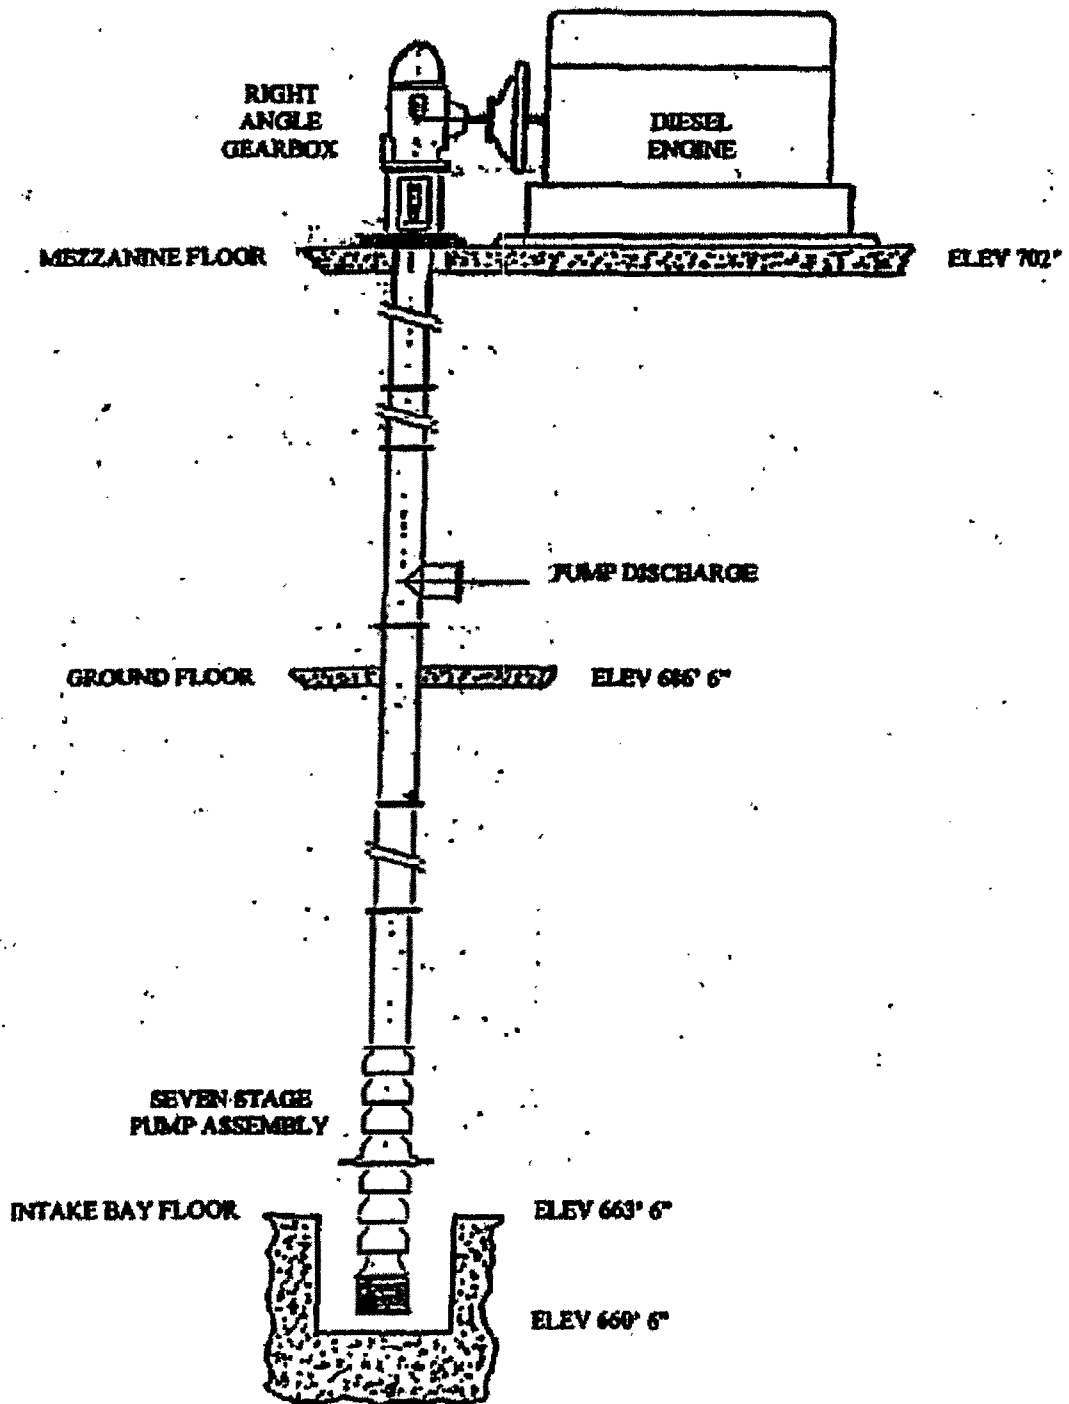 RIGHT
ANGLE
GEARBOX
DIESEL
ENGINE
MEZZANINE FLOOR
ELEV 702"
PUMP DISCHARGE
GROUND FLOOR
ELEV 686' 6"
SEVEN STAGE
PUMP ASSEMBLY
INTAKE BAY FLOOR
ELEV 663' 6"
ELEV 660' 6"